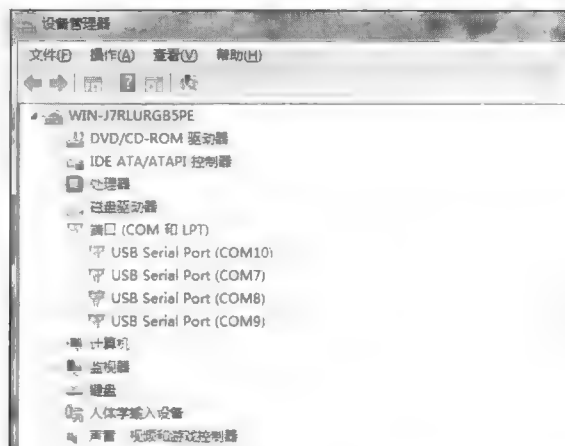 设备管理器
文件(F) 操作(A) 查看(V) 帮助(H)
WIN-J7RLURGB5PE
DVD/CD-ROM 驱动器
IDE ATA/ATAPI 控制器
处理器
磁盘驱动器
端口 (COM 和 LPT)
USB Serial Port (COM10)
USB Serial Port (COM7)
USB Serial Port (COM8)
USB Serial Port (COM9)
计算机
监视器
键盘
人体学输入设备
声音、视频和游戏控制器